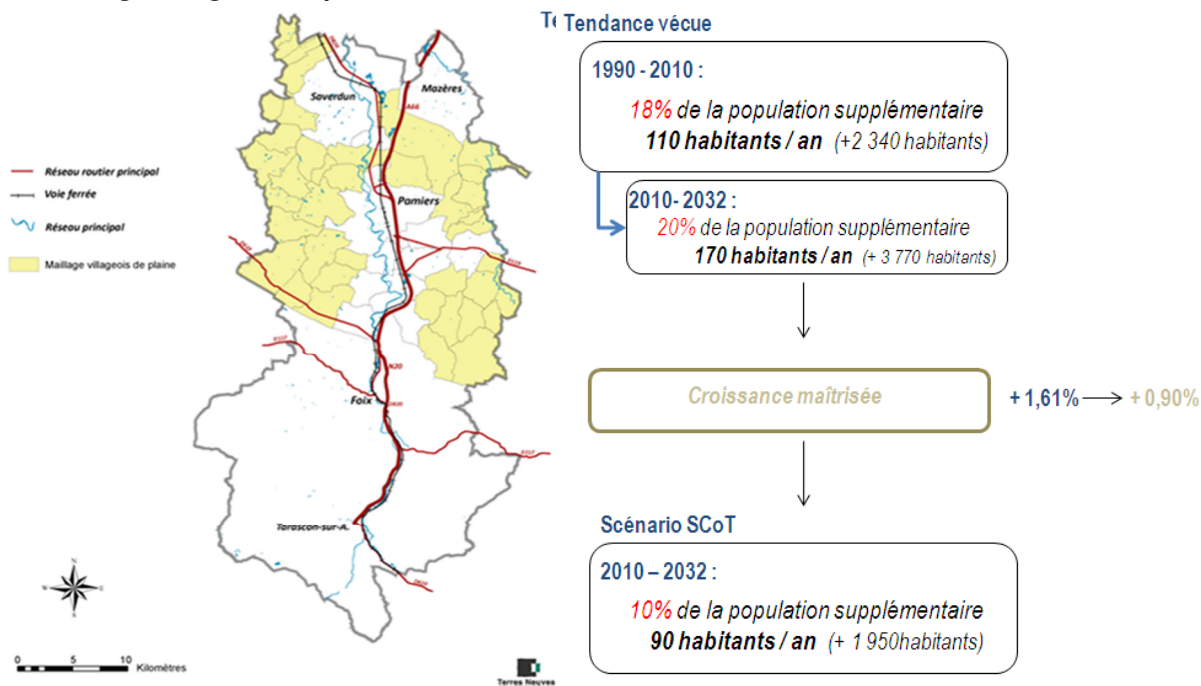 Te
Tendance vécue
1990 - 2010 :
18% de la population supplémentaire
110 habitants / an (+2 340 habitants)
2010- 2032 :
20% de la population supplémentaire
170 habitants / an (+ 3 770 habitants)
Croissance maîtrisée
+ 1,61%
+ 0,90%
Scénario SCoT
2010 – 2032 :
10% de la population supplémentaire
90 habitants / an (+ 1 950habitants)
Saverdun
Mazères
A66
Réseau routier principal
Voie ferrée
Réseau principal
Maillage villageois de plaine
Pamiers
N20
Foix
Tarascon-sur-A.
N
W
E
S
0 5 10
Kilomètres
Terres Neuves